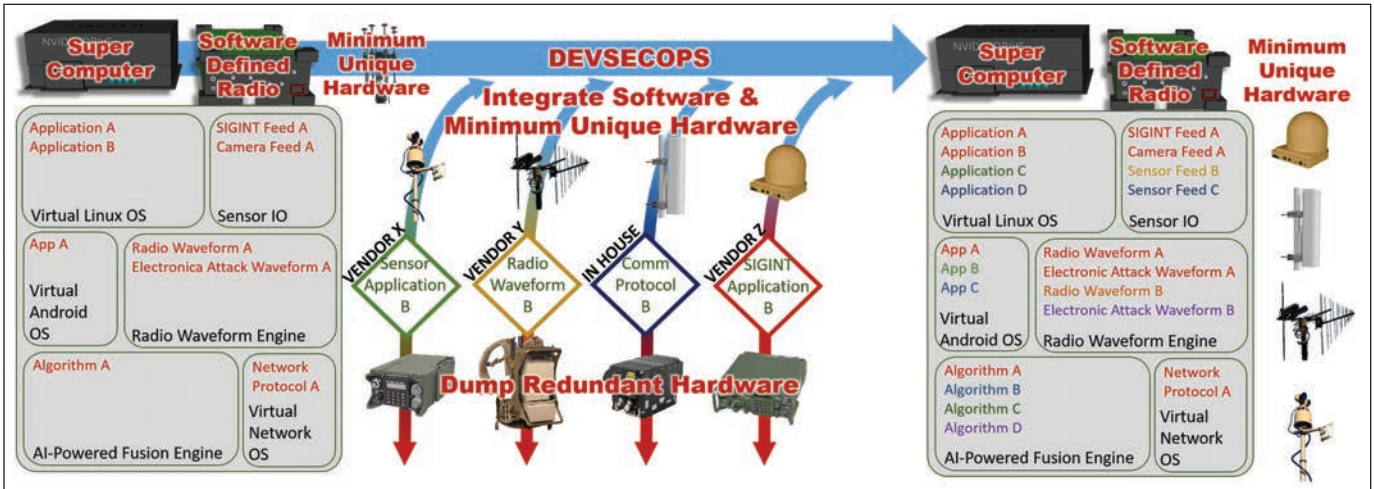 NVIDIA DRIVE
Super
Computer
Software
Defined
Radio
Minimum
Unique
Hardware
Application A
Application B
Virtual Linux OS
SIGINT Feed A
Camera Feed A
Sensor IO
App A
Virtual
Android
OS
Radio Waveform A
Electronica Attack Waveform A
Radio Waveform Engine
Algorithm A
AI-Powered Fusion Engine
Network
Protocol A
Virtual
Network
OS
DEVSECOPS
Integrate Software &
Minimum Unique Hardware
VENDOR X
Sensor
Application
B
VENDOR Y
Radio
Waveform
B
IN HOUSE
Comm
Protocol
B
VENDOR Z
SIGINT
Application
B
Dump Redundant Hardware
NVIDIA DRIVE
Super
Computer
Software
Defined
Radio
Minimum
Unique
Hardware
Application A
Application B
Application C
Application D
Virtual Linux OS
SIGINT Feed A
Camera Feed A
Sensor Feed B
Sensor Feed C
Sensor IO
App A
App B
App C
Virtual
Android OS
Radio Waveform A
Electronic Attack Waveform A
Radio Waveform B
Electronic Attack Waveform B
Radio Waveform Engine
Algorithm A
Algorithm B
Algorithm C
Algorithm D
AI-Powered Fusion Engine
Network
Protocol A
Virtual
Network
OS